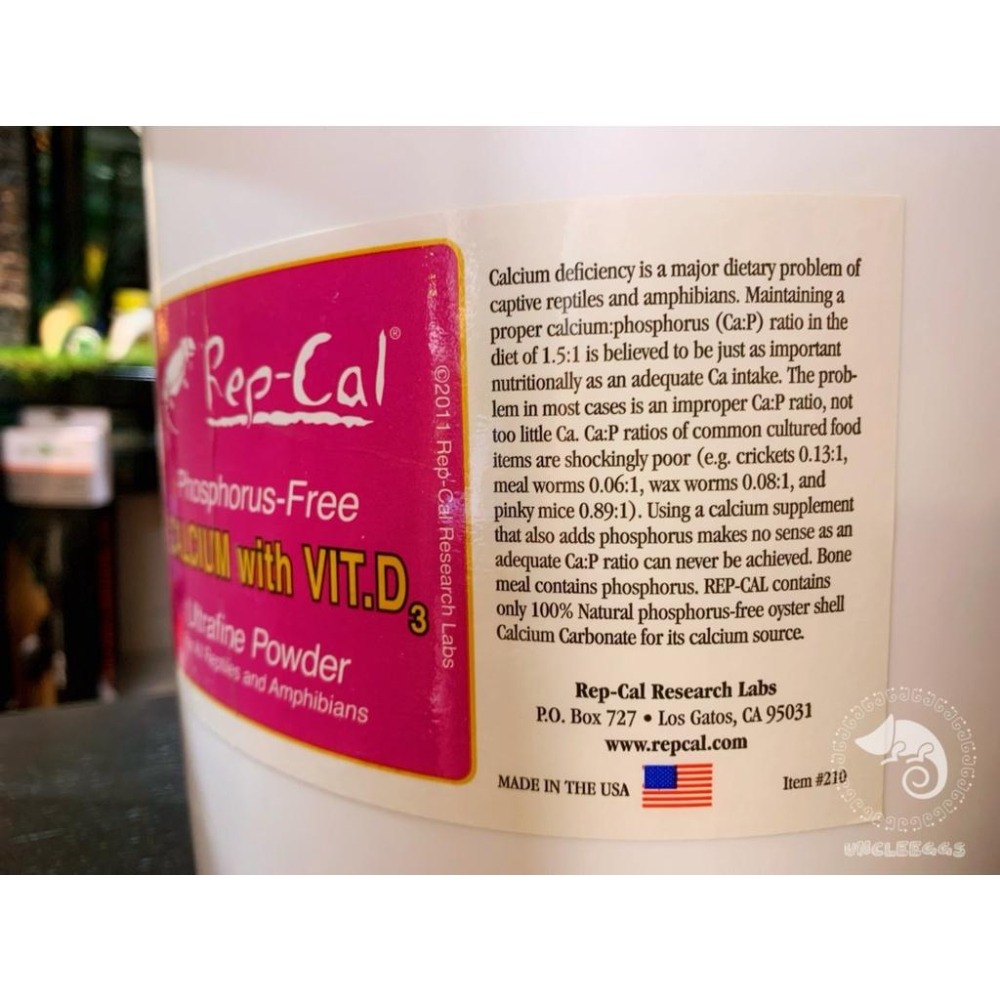 Rep-Cal®
Phosphorus-Free
CALCIUM with VIT.D3
Ultrafine Powder
Reptiles and Amphibians
©2011 Rep-Cal Research Labs
Calcium deficiency is a major dietary problem of
captive reptiles and amphibians. Maintaining a
proper calcium:phosphorus (Ca:P) ratio in the
diet of 1.5:1 is believed to be just as important
nutritionally as an adequate Ca intake. The prob-
lem in most cases is an improper Ca:P ratio, not
too little Ca. Ca:P ratios of common cultured food
items are shockingly poor (e.g. crickets 0.13:1,
meal worms 0.06:1, wax worms 0.08:1, and
pinky mice 0.89:1). Using a calcium supplement
that also adds phosphorus makes no sense as an
adequate Ca:P ratio can never be achieved. Bone
meal contains phosphorus. REP-CAL contains
only 100% Natural phosphorus-free oyster shell
Calcium Carbonate for its calcium source.
Rep-Cal Research Labs
P.O. Box 727 • Los Gatos, CA 95031
www.repcal.com
MADE IN THE USA
Item #210
UNCLEEGGS